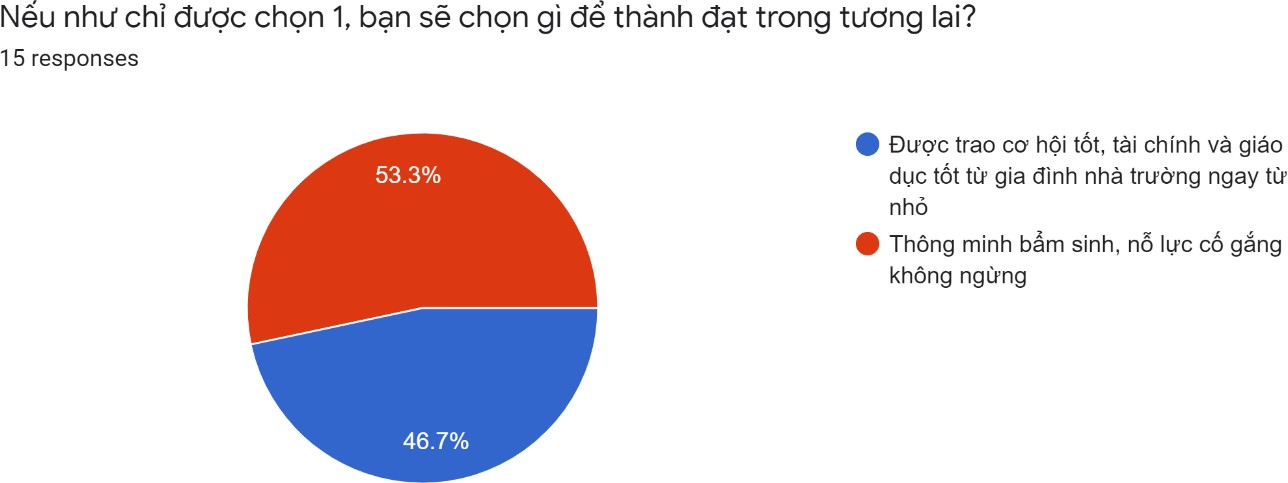 Nếu như chỉ được chọn 1, bạn sẽ chọn gì để thành đạt trong tương lai?
15 responses
53.3%
46.7%
Được trao cơ hội tốt, tài chính và giáo
dục tốt từ gia đình nhà trường ngay từ
nhỏ
Thông minh bẩm sinh, nỗ lực cố gắng
không ngừng